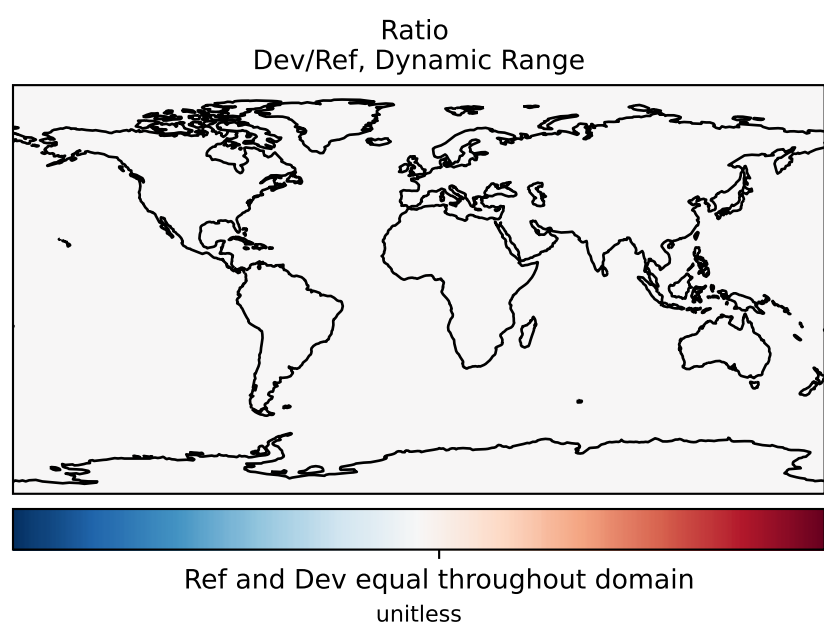 Ratio
Dev/Ref, Dynamic Range
Ref and Dev equal throughout domain
unitless